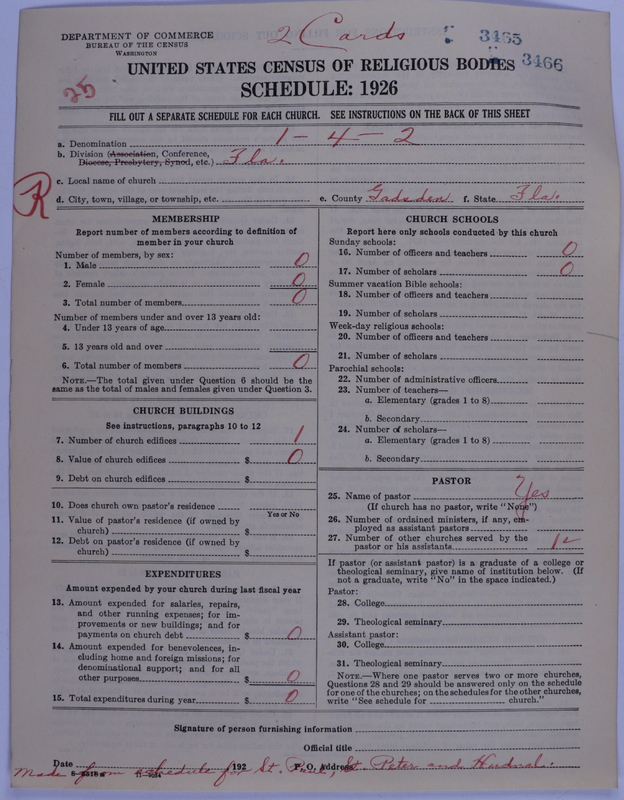 DEPARTMENT OF COMMERCE
BUREAU OF THE CENSUS
WASHINGTON
2 Cards
3465
3466
25
UNITED STATES CENSUS OF RELIGIOUS BODIES
SCHEDULE: 1926
FILL OUT A SEPARATE SCHEDULE FOR EACH CHURCH. SEE INSTRUCTIONS ON THE BACK OF THIS SHEET
a. Denomination 1-4-2
b. Division (Association, Conference, Diocese, Presbytery, Synod, etc.) Fla.
c. Local name of church
R
d. City, town, village, or township, etc. e. County Gadsden f. State Fla.
MEMBERSHIP
Report number of members according to definition of
member in your church
Number of members, by sex:
1. Male 0
2. Female 0
3. Total number of members 0
Number of members under and over 13 years old:
4. Under 13 years of age
5. 13 years old and over
6. Total number of members 0
NOTE.—The total given under Question 6 should be the
same as the total of males and females given under Question 3.
CHURCH BUILDINGS
See instructions, paragraphs 10 to 12
7. Number of church edifices 1
8. Value of church edifices $ 0
9. Debt on church edifices $
10. Does church own pastor's residence
Yes or No
11. Value of pastor's residence (if owned by
church) $
12. Debt on pastor's residence (if owned by
church) $
EXPENDITURES
Amount expended by your church during last fiscal year
13. Amount expended for salaries, repairs,
and other running expenses; for im-
provements or new buildings; and for
payments on church debt $ 0
14. Amount expended for benevolences, in-
cluding home and foreign missions; for
denominational support; and for all
other purposes $ 0
15. Total expenditures during year $ 0
CHURCH SCHOOLS
Report here only schools conducted by this church
Sunday schools:
16. Number of officers and teachers 0
17. Number of scholars 0
Summer vacation Bible schools:
18. Number of officers and teachers
19. Number of scholars
Week-day religious schools:
20. Number of officers and teachers
21. Number of scholars
Parochial schools:
22. Number of administrative officers
23. Number of teachers—
a. Elementary (grades 1 to 8)
b. Secondary
24. Number of scholars—
a. Elementary (grades 1 to 8)
b. Secondary
PASTOR
25. Name of pastor Yes
(If church has no pastor, write "None")
26. Number of ordained ministers, if any, em-
ployed as assistant pastors
27. Number of other churches served by the
pastor or his assistants 12
If pastor (or assistant pastor) is a graduate of a college or
theological seminary, give name of institution below. (If
not a graduate, write "No" in the space indicated.)
Pastor:
28. College
29. Theological seminary
Assistant pastor:
30. College
31. Theological seminary
NOTE.—Where one pastor serves two or more churches,
Questions 28 and 29 should be answered only on the schedule
for one of the churches; on the schedules for the other churches,
write "See schedule for church."
Signature of person furnishing information
Official title
Date , 192 P. O. Address
Made from schedule for St. Paul, St. Peter and